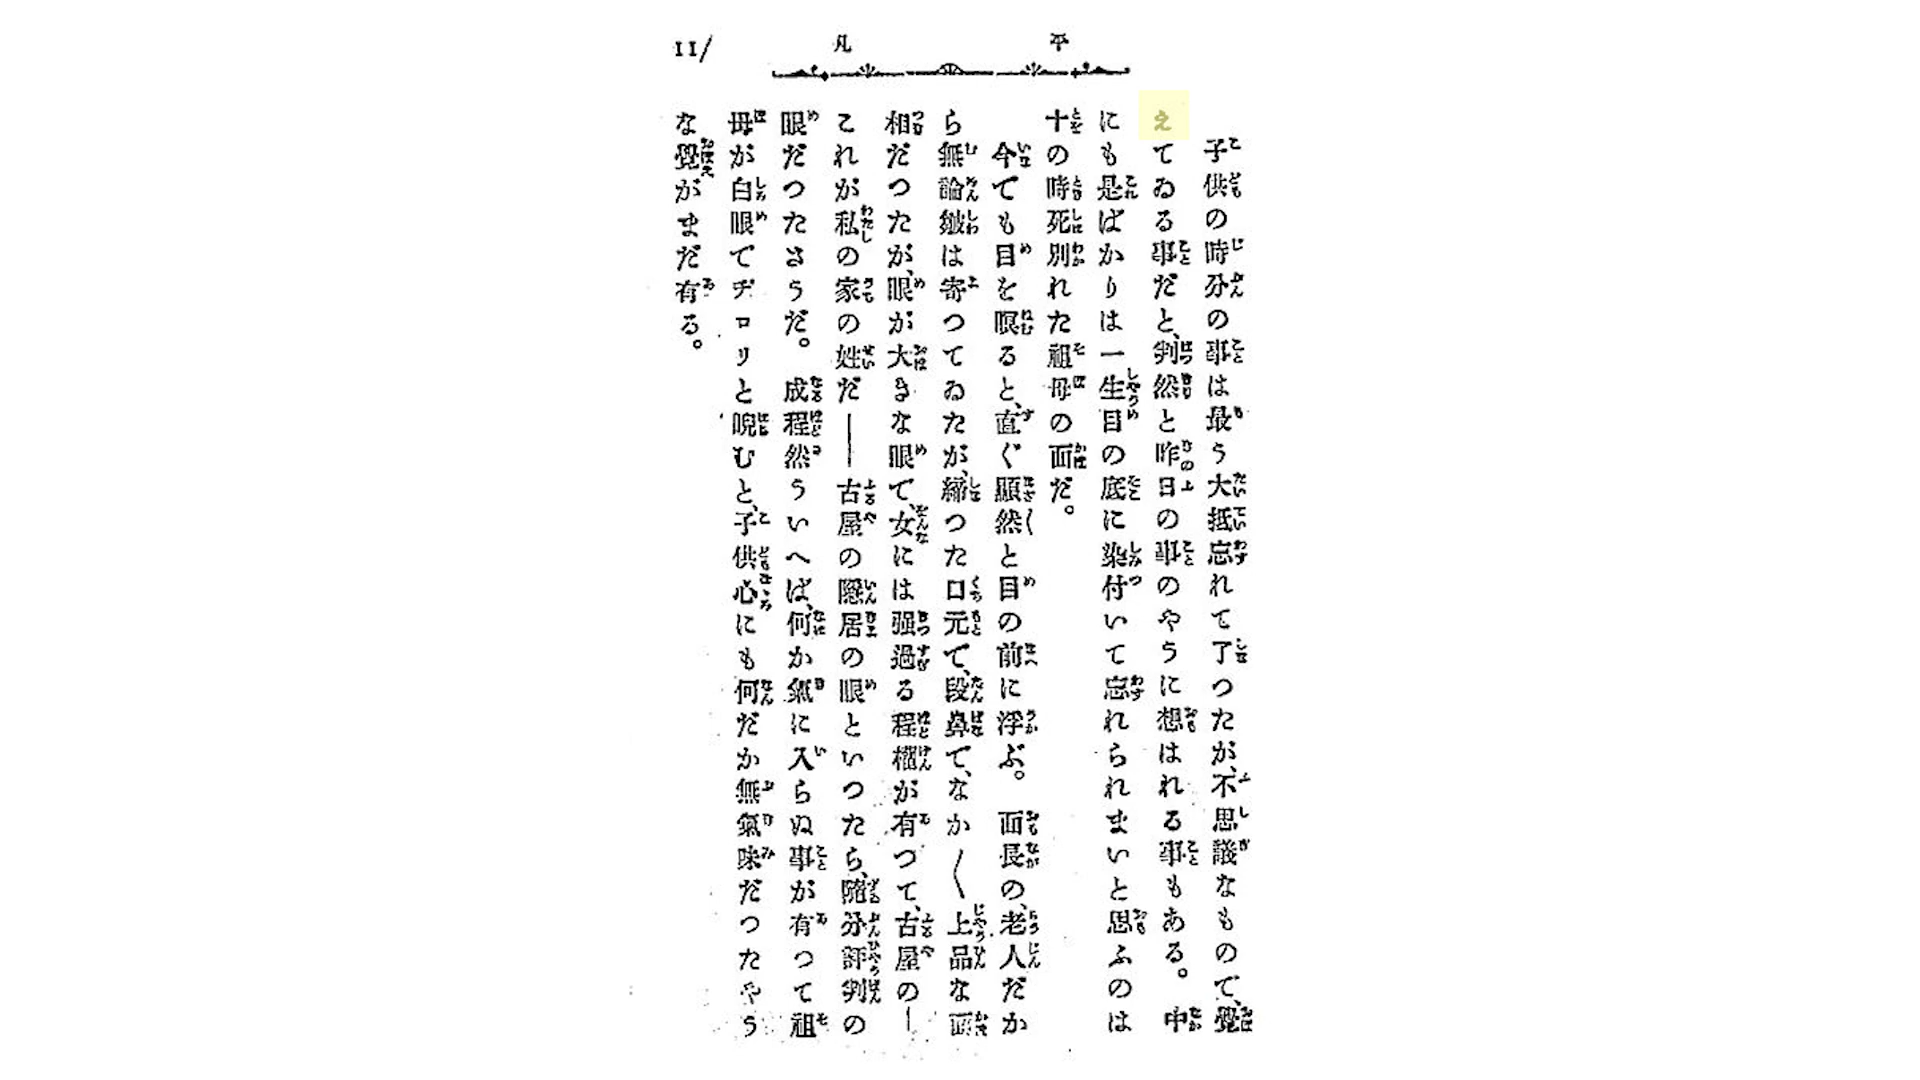 平凡
11/
子供の時分の事は最う大抵忘れて了つたが、不思議なもので、覺
えてゐる事だと、判然と昨日の事のやうに想はれる事もある。中
にも是ばかりは一生目の底に染付いて忘れられまいと思ふのは
十の時死別れた祖母の面だ。
今でも目を瞑ると、直ぐ顯然と目の前に浮ぶ。面長の、老人だか
ら無論皺は寄つてゐたが、締つた口元で、段鼻で、なか〱上品な面
相だつたが、眼が大きな眼で、女には强過る程權が有つて、古屋の―
これが私の家の姓だ――古屋の隱居の眼といつたら、隨分評判の
眼だつたさうだ。成程然ういへば、何か氣に入らぬ事が有つて祖
母が白眼でヂロリと睨むと、子供心にも何だか無氣味だつたやう
な覺がまだ有る。